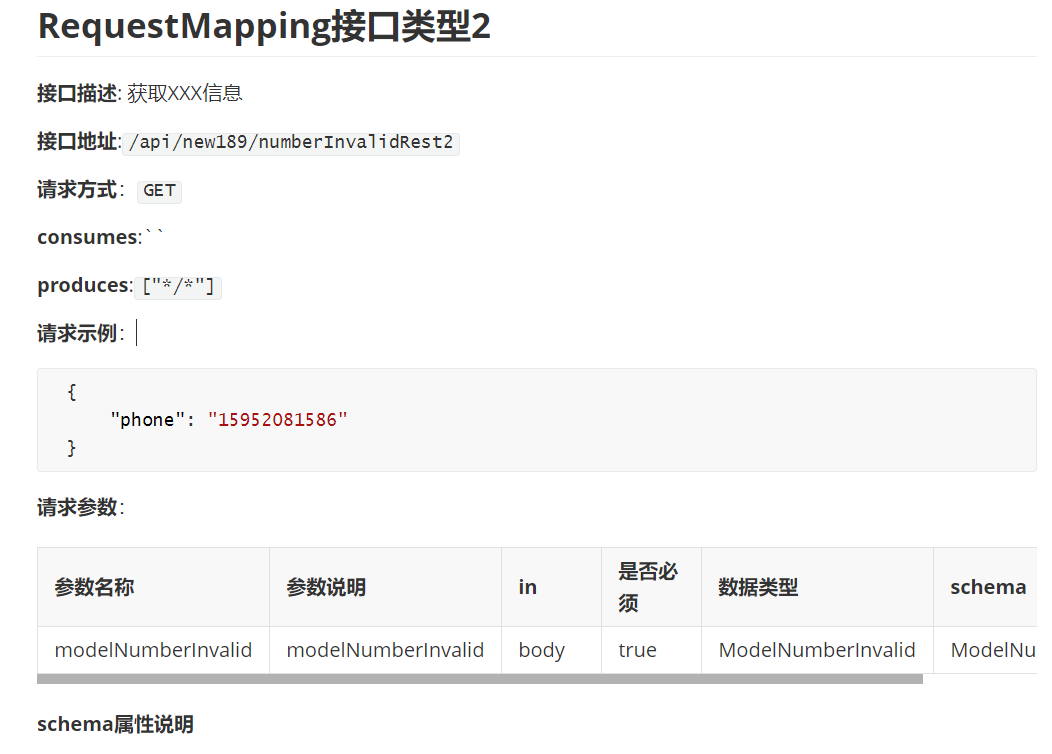 RequestMapping接口类型2
接口描述: 获取XXX信息
接口地址: /api/new189/numberInvalidRest2
请求方式： GET
consumes:``
produces: ["*/*"]
请求示例：
{
"phone": "15952081586"
}
请求参数：
参数名称 参数说明 in 是否必须 数据类型 schema
modelNumberInvalid modelNumberInvalid body true ModelNumberInvalid ModelNu
schema属性说明